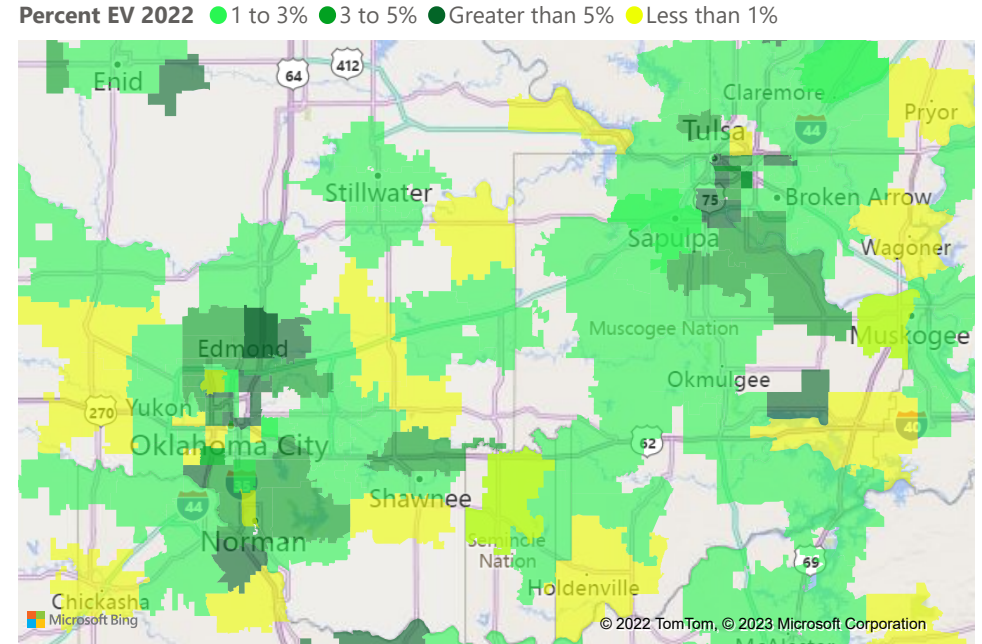 Percent EV 2022 1 to 3% 3 to 5% Greater than 5% Less than 1%
412
64
Enid
Claremore
Pryor
44
Tulsa
Stillwater
75
Broken Arrow
Sapulpa
Wagoner
Muscogee Nation
Muskogee
Edmond
Okmulgee
270
Yukon
40
Oklahoma City
62
35
Shawnee
44
Seminole
Nation
Norman
69
Holdenville
Chickasha
Microsoft Bing
© 2022 TomTom, © 2023 Microsoft Corporation
McAlester